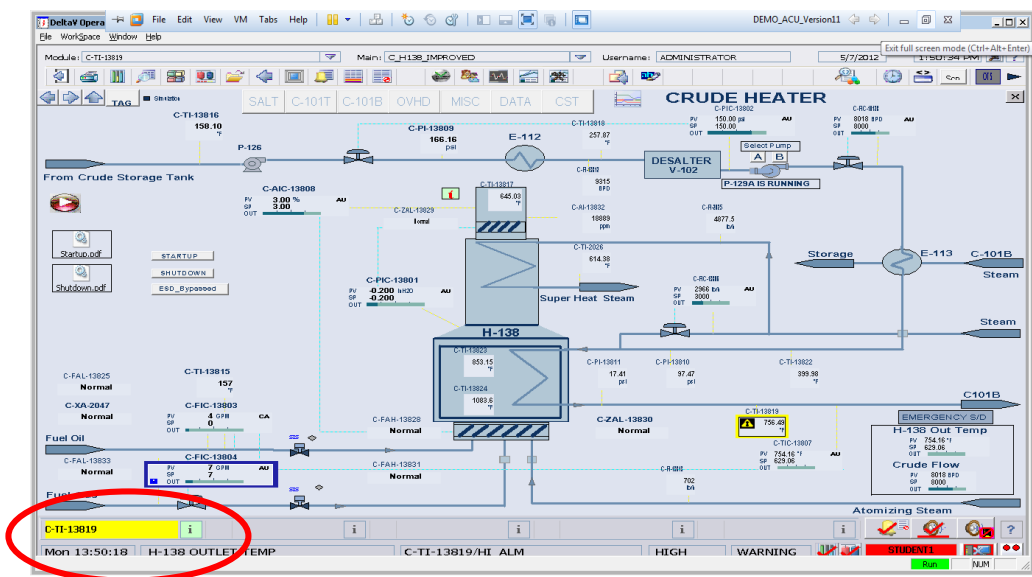 DeltaV Opera
File Edit View VM Tabs Help
DEMO_ACU_Version11
File WorkSpace Window Help
Exit full screen mode (Ctrl+Alt+Enter)
Module: C-TI-13819 Main: C_H138_IMPROVED Username: ADMINISTRATOR 5/7/2012
TAG
SALT C-101T C-101B OVHD MISC DATA CST
CRUDE HEATER
C-TI-13816
158.10
°F
P-126
From Crude Storage Tank
C-PI-13809
166.16
psi
E-112
C-TI-13818
257.87
°F
9315
BPD
C-PIC-13802
PV 150.00 psi AU
SP 150.00
OUT
PV 8018 BPD AU
SP 8000
OUT
Select Pump
A B
DESALTER
V-102
P-129A IS RUNNING
C-AIC-13808
PV 3.00 % AU
SP 3.00
OUT
C-ZAL-13829
Normal
C-TI-13817
645.03
°F
C-AI-13832
18889
ppm
4877.5
C-TI-2026
614.38
°F
Storage
E-113
C-101B
Steam
Startup.pdf
Shutdown.pdf
STARTUP
SHUTDOWN
ESD_Bypassed
C-PIC-13801
PV -0.200 inH2O AU
SP -0.200
OUT
Super Heat Steam
PV 2966 AU
SP 3000
OUT
Steam
H-138
C-TI-13823
853.15
°F
C-TI-13824
1083.6
°F
C-PI-13811
17.41
psi
C-PI-13810
97.47
psi
C-TI-13822
399.98
°F
C101B
C-FAL-13825
Normal
C-TI-13815
157
°F
C-XA-2047
Normal
C-FIC-13803
PV 4 GPM CA
SP 0
OUT
C-FAH-13828
Normal
C-ZAL-13830
Normal
C-TI-13819
756.49
°F
C-TIC-13807
PV 754.16 °F AU
SP 629.06
OUT
EMERGENCY S/D
H-138 Out Temp
PV 754.16 °F
SP 629.06
OUT
Crude Flow
PV 8018 BPD
SP 8000
OUT
Fuel Oil
C-FAL-13833
Normal
C-FIC-13804
PV 7 GPM AU
SP 7
OUT
C-FAH-13831
Normal
702
Atomizing Steam
C-TI-13819 i i i i i ?
Mon 13:50:18 H-138 OUTLET TEMP C-TI-13819/HI_ALM HIGH WARNING STUDENT1
Run NUM